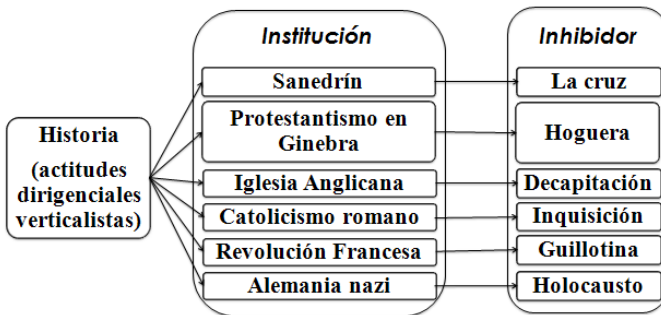 Institución
Inhibidor
Historia
(actitudes
dirigenciales
verticalistas)
Sanedrín
La cruz
Protestantismo en
Ginebra
Hoguera
Iglesia Anglicana
Decapitación
Catolicismo romano
Inquisición
Revolución Francesa
Guillotina
Alemania nazi
Holocausto